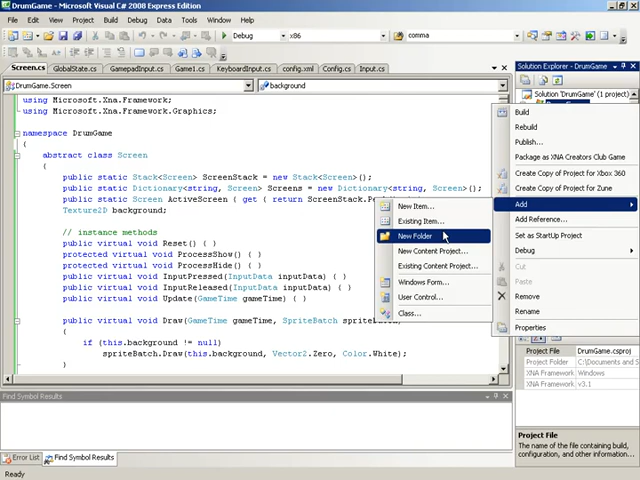 DrumGame - Microsoft Visual C# 2008 Express Edition
File Edit View Project Build Debug Data Tools Window Help
Debug x86 comma
Screen.cs GlobalState.cs GamepadInput.cs Game1.cs KeyboardInput.cs config.xml Config.cs Input.cs
DrumGame.Screen background
using Microsoft.Xna.Framework;
using Microsoft.Xna.Framework.Graphics;
namespace DrumGame
{
abstract class Screen
{
public static Stack<Screen> ScreenStack = new Stack<Screen>();
public static Dictionary<string, Screen> Screens = new Dictionary<string, Screen>();
public static Screen ActiveScreen { get { return ScreenStack.Pe
Texture2D background;
// instance methods
public virtual void Reset() { }
protected virtual void ProcessShow() { }
protected virtual void ProcessHide() { }
public virtual void InputPressed(InputData inputData) { }
public virtual void InputReleased(InputData inputData) { }
public virtual void Update(GameTime gameTime) { }
public virtual void Draw(GameTime gameTime, SpriteBatch spriteBatch)
{
if (this.background != null)
spriteBatch.Draw(this.background, Vector2.Zero, Color.White);
}
New Item...
Existing Item...
New Folder
New Content Project...
Existing Content Project...
Windows Form...
User Control...
Class...
Solution Explorer - DrumGame
Solution 'DrumGame' (1 project)
Build
Rebuild
Publish...
Package as XNA Creators Club Game
Create Copy of Project for Xbox 360
Create Copy of Project for Zune
Add
Add Reference...
Set as StartUp Project
Debug
Cut
Paste
Remove
Rename
Properties
Project File DrumGame.csproj
Project Folder C:\Documents and S
XNA Framework Windows
XNA Framework v3.1
Project File
The name of the file containing build, configuration, and other information...
Find Symbol Results
Error List Find Symbol Results
Ready